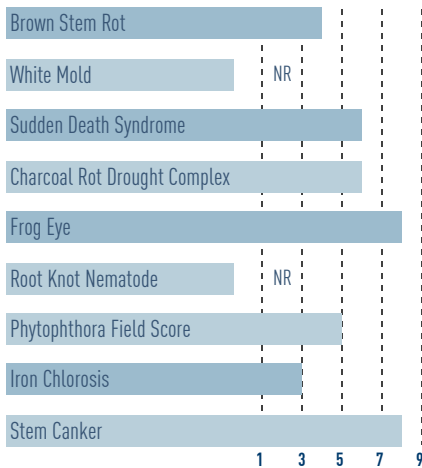 Brown Stem Rot
White Mold NR
Sudden Death Syndrome
Charcoal Rot Drought Complex
Frog Eye
Root Knot Nematode NR
Phytophthora Field Score
Iron Chlorosis
Stem Canker
1 3 5 7 9